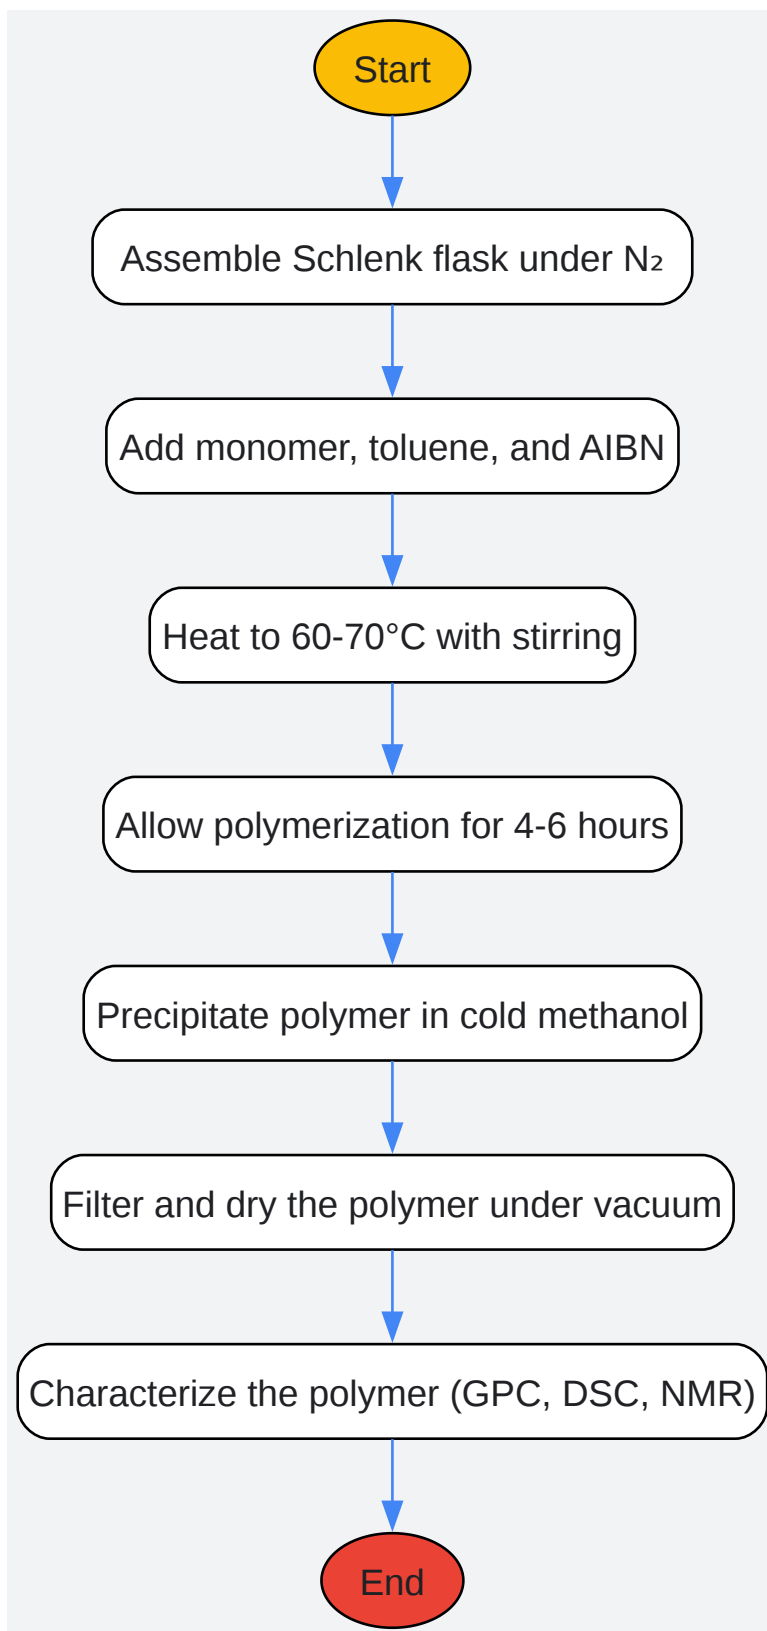 Start
Assemble Schlenk flask under N₂
Add monomer, toluene, and AIBN
Heat to 60-70°C with stirring
Allow polymerization for 4-6 hours
Precipitate polymer in cold methanol
Filter and dry the polymer under vacuum
Characterize the polymer (GPC, DSC, NMR)
End